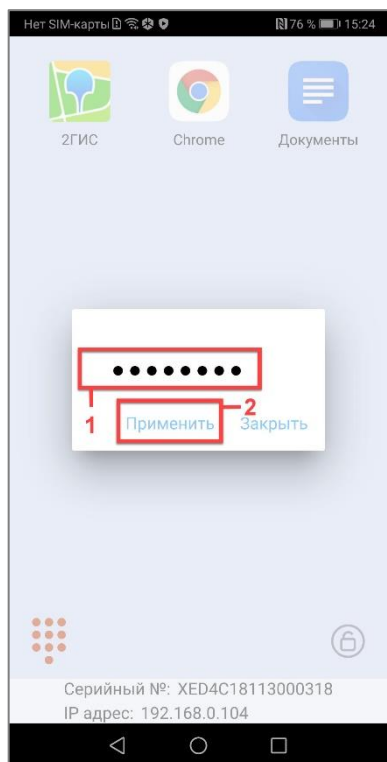 Нет SIM-карты 76 % 15:24
2ГИС Chrome Документы
••••••••
1 2
Применить Закрыть
Серийный №: XED4C18113000318
IP адрес: 192.168.0.104